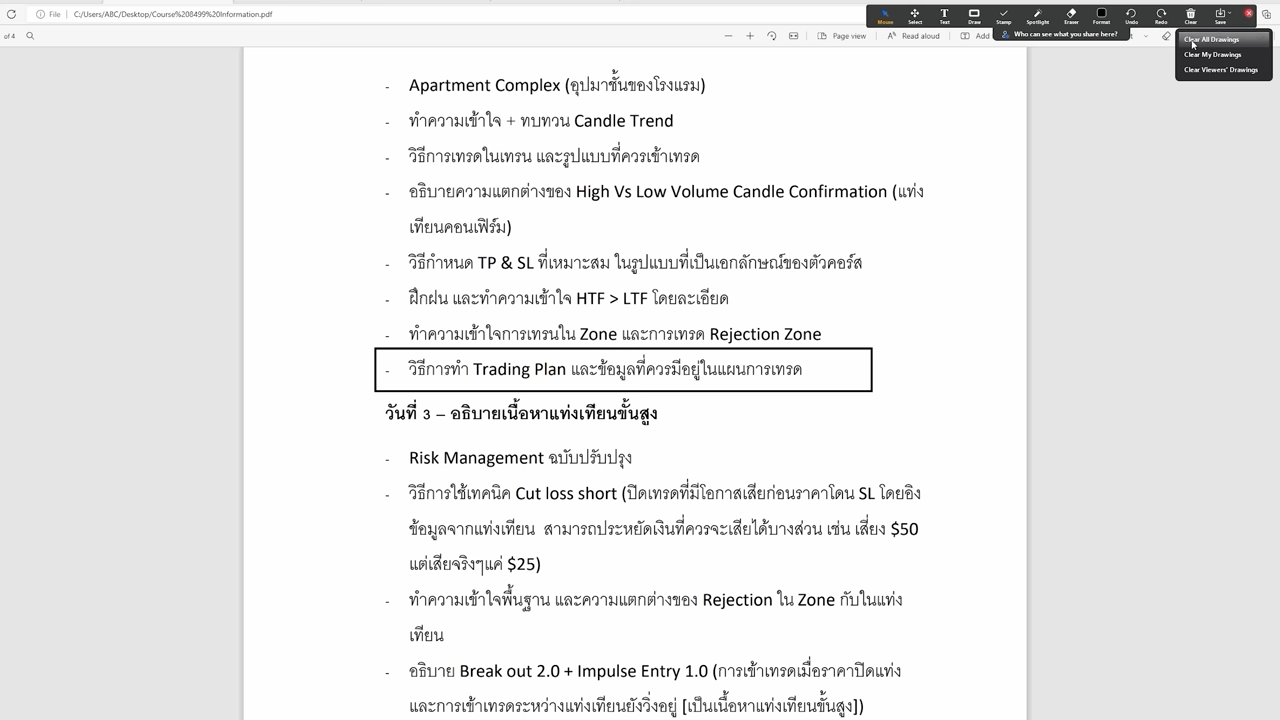 File C:/Users/ABC/Desktop/Course%208499%20Information.pdf
Mouse Select Text Draw Stamp Spotlight Eraser Format Undo Redo Clear Save
of 4 Page view Read aloud Add
Who can see what you share here?
Clear All Drawings
Clear My Drawings
Clear Viewers' Drawings
- Apartment Complex (อุปมาชั้นของโรงแรม)
- ทำความเข้าใจ + ทบทวน Candle Trend
- วิธีการเทรดในเทรน และรูปแบบที่ควรเข้าเทรด
- อธิบายความแตกต่างของ High Vs Low Volume Candle Confirmation (แท่ง
เทียนคอนเฟิร์ม)
- วิธีกำหนด TP & SL ที่เหมาะสม ในรูปแบบที่เป็นเอกลักษณ์ของตัวคอร์ส
- ฝึกฝน และทำความเข้าใจ HTF > LTF โดยละเอียด
- ทำความเข้าใจการเทรนใน Zone และการเทรด Rejection Zone
- วิธีการทำ Trading Plan และข้อมูลที่ควรมีอยู่ในแผนการเทรด
วันที่ 3 – อธิบายเนื้อหาแท่งเทียนขั้นสูง
- Risk Management ฉบับปรับปรุง
- วิธีการใช้เทคนิค Cut loss short (ปิดเทรดที่มีโอกาสเสียก่อนราคาโดน SL โดยอิง
ข้อมูลจากแท่งเทียน สามารถประหยัดเงินที่ควรจะเสียได้บางส่วน เช่น เสี่ยง $50
แต่เสียจริงๆแค่ $25)
- ทำความเข้าใจพื้นฐาน และความแตกต่างของ Rejection ใน Zone กับในแท่ง
เทียน
- อธิบาย Break out 2.0 + Impulse Entry 1.0 (การเข้าเทรดเมื่อราคาปิดแท่ง
และการเข้าเทรดระหว่างแท่งเทียนยังวิ่งอยู่ [เป็นเนื้อหาแท่งเทียนขั้นสูง])